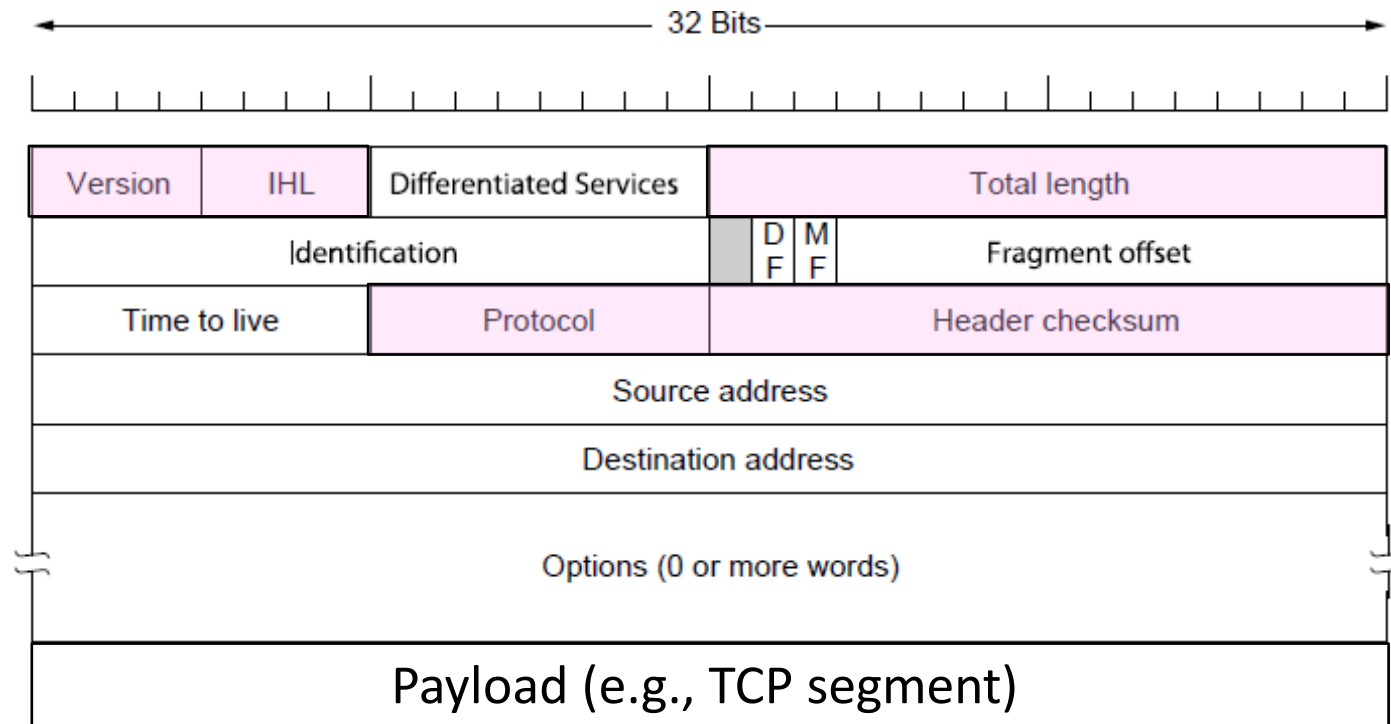 32 Bits
Version IHL Differentiated Services Total length
Identification D F M F Fragment offset
Time to live Protocol Header checksum
Source address
Destination address
Options (0 or more words)
Payload (e.g., TCP segment)